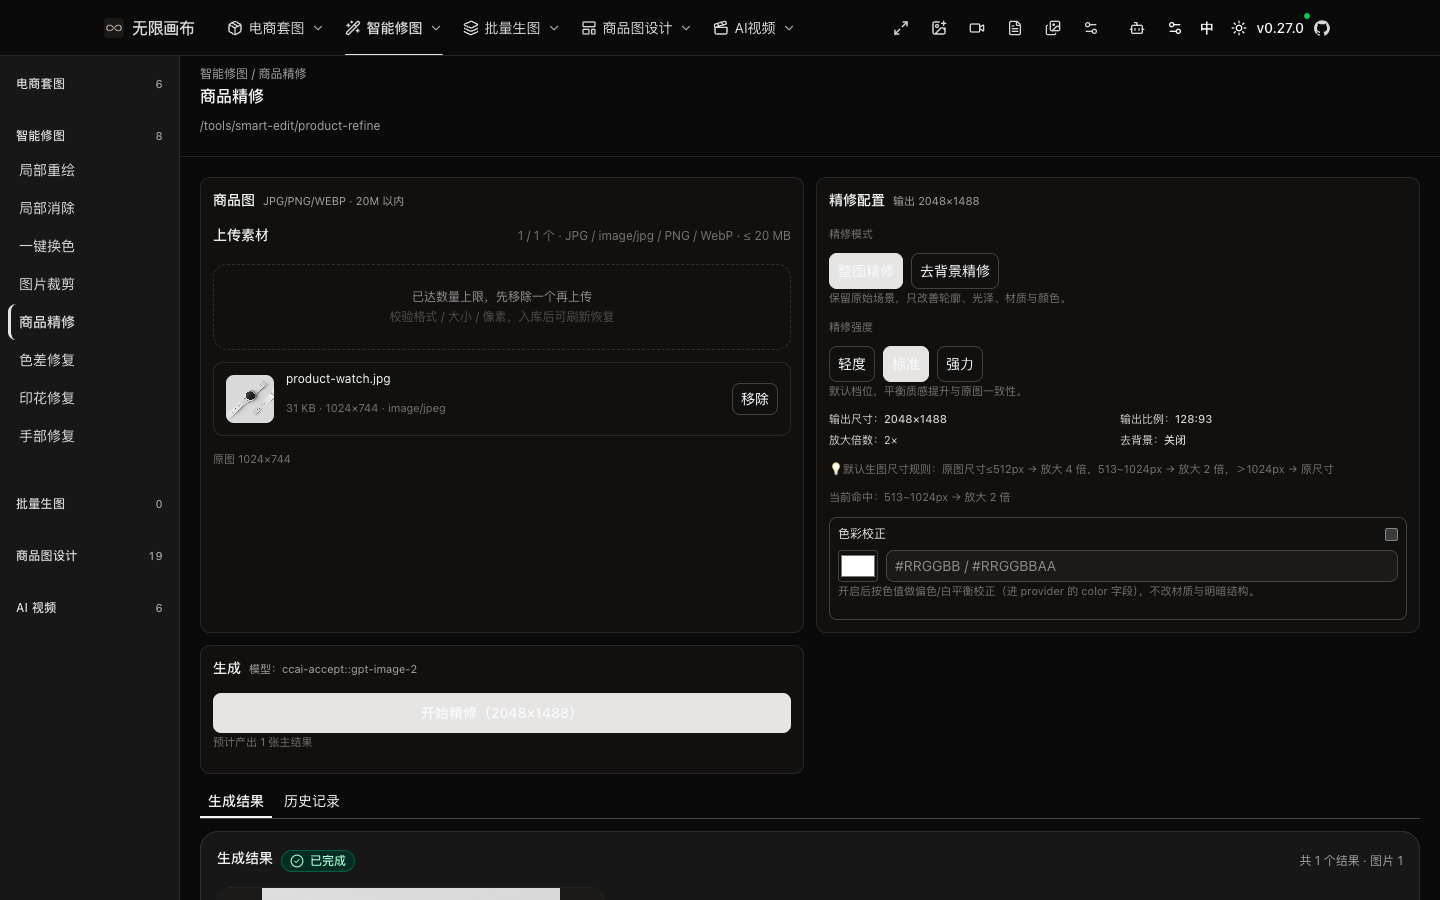 无限画布
电商套图
智能修图
批量生图
商品图设计
AI视频
中
v0.27.0
电商套图 6
智能修图 8
局部重绘
局部消除
一键换色
图片裁剪
商品精修
色差修复
印花修复
手部修复
批量生图 0
商品图设计 19
AI 视频 6
智能修图 / 商品精修
商品精修
/tools/smart-edit/product-refine
商品图 JPG/PNG/WEBP · 20M 以内
上传素材 1 / 1 个 · JPG / image/jpg / PNG / WebP · ≤ 20 MB
已达数量上限，先移除一个再上传
校验格式 / 大小 / 像素，入库后可刷新恢复
product-watch.jpg
31 KB · 1024×744 · image/jpeg
移除
原图 1024×744
精修配置 输出 2048×1488
精修模式
整图精修 去背景精修
保留原始场景，只改善轮廓、光泽、材质与颜色。
精修强度
轻度 标准 强力
默认档位，平衡质感提升与原图一致性。
输出尺寸：2048×1488 输出比例：128:93
放大倍数：2× 去背景：关闭
默认生图尺寸规则：原图尺寸≤512px → 放大 4 倍，513~1024px → 放大 2 倍，＞1024px → 原尺寸
当前命中：513~1024px → 放大 2 倍
色彩校正
#RRGGBB / #RRGGBBAA
开启后按色值做偏色/白平衡校正（进 provider 的 color 字段），不改材质与明暗结构。
生成 模型：ccai-accept::gpt-image-2
开始精修（2048×1488）
预计产出 1 张主结果
生成结果 历史记录
生成结果 已完成 共 1 个结果 · 图片 1